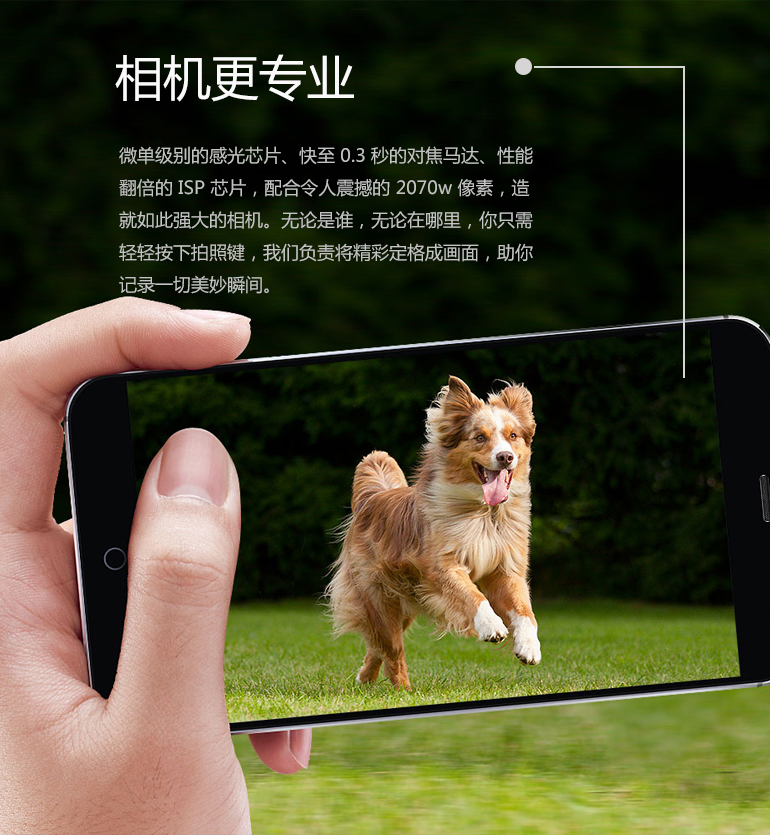 相机更专业
微单级别的感光芯片、快至 0.3 秒的对焦马达、性能
翻倍的 ISP 芯片，配合令人震撼的 2070w 像素，造
就如此强大的相机。无论是谁，无论在哪里，你只需
轻轻按下拍照键，我们负责将精彩定格成画面，助你
记录一切美妙瞬间。